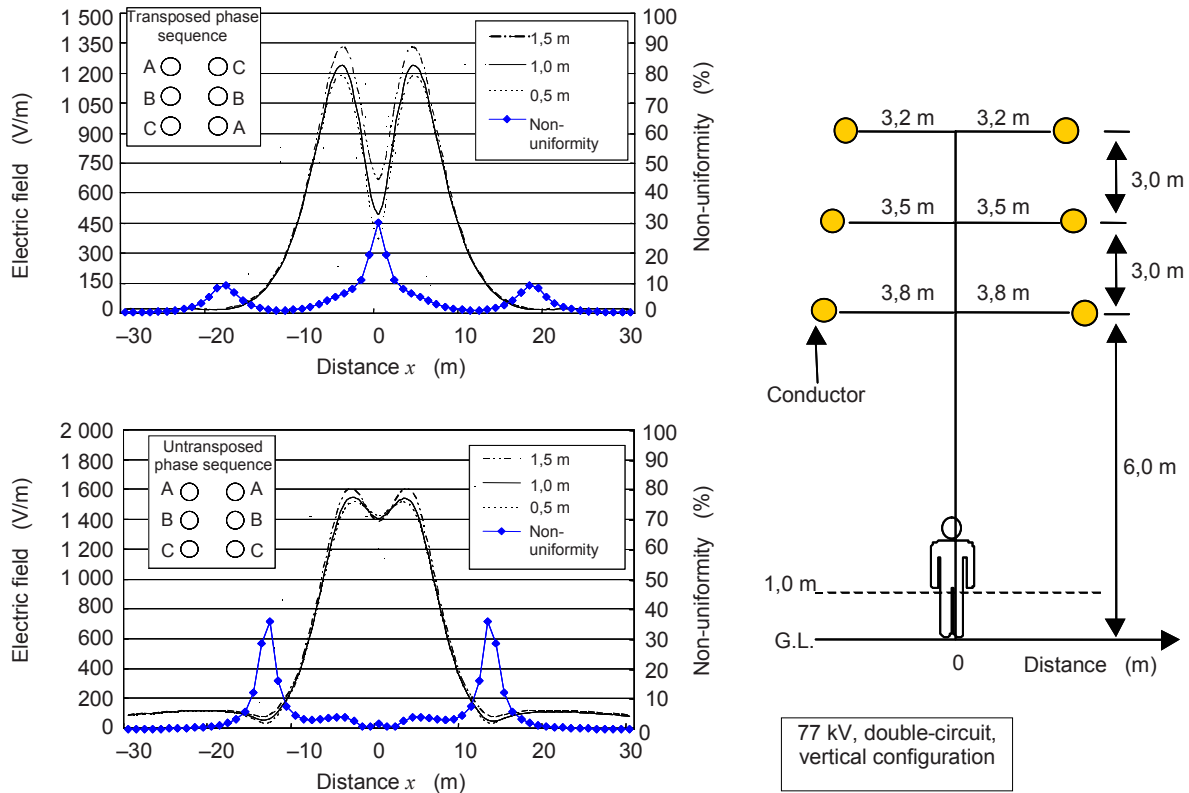 1 500
1 350
1 200
1 050
900
750
600
450
300
150
0
Electric field (V/m)
Transposed phase
sequence
A C
B B
C A
1,5 m
1,0 m
0,5 m
Non-
uniformity
100
90
80
70
60
50
40
30
20
10
0
Non-uniformity (%)
–30 –20 –10 0 10 20 30
Distance x (m)
2 000
1 800
1 600
1 400
1 200
1 000
800
600
400
200
0
Electric field (V/m)
Untransposed
phase sequence
A A
B B
C C
1,5 m
1,0 m
0,5 m
Non-
uniformity
100
90
80
70
60
50
40
30
20
10
0
Non-uniformity (%)
–30 –20 –10 0 10 20 30
Distance x (m)
3,2 m 3,2 m
3,0 m
3,5 m 3,5 m
3,0 m
3,8 m 3,8 m
Conductor
6,0 m
1,0 m
G.L.
0 Distance (m)
77 kV, double-circuit,
vertical configuration